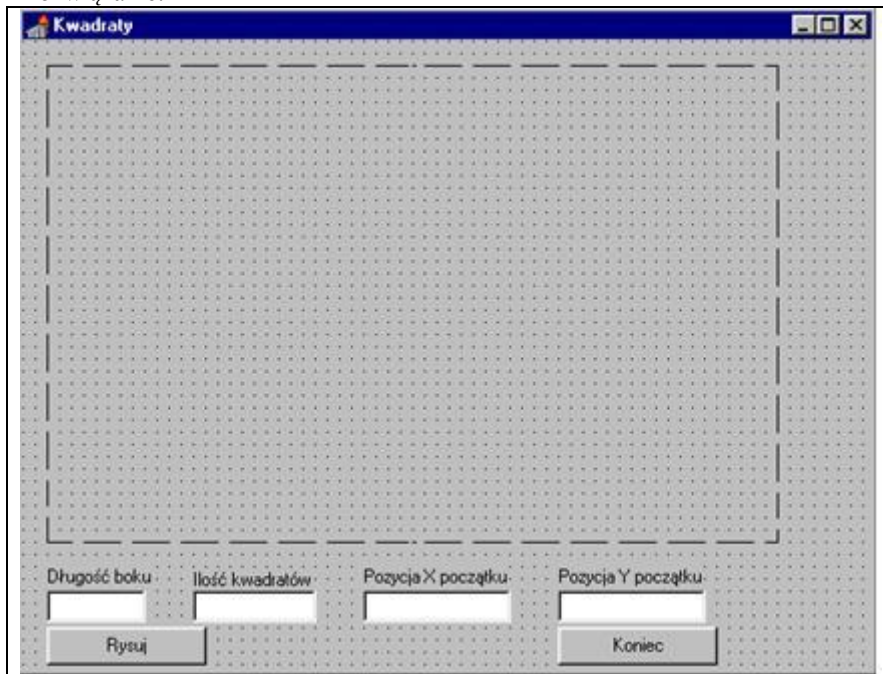 Kwadraty
Długość boku
Ilość kwadratów
Pozycja X początku
Pozycja Y początku
Rysuj
Koniec